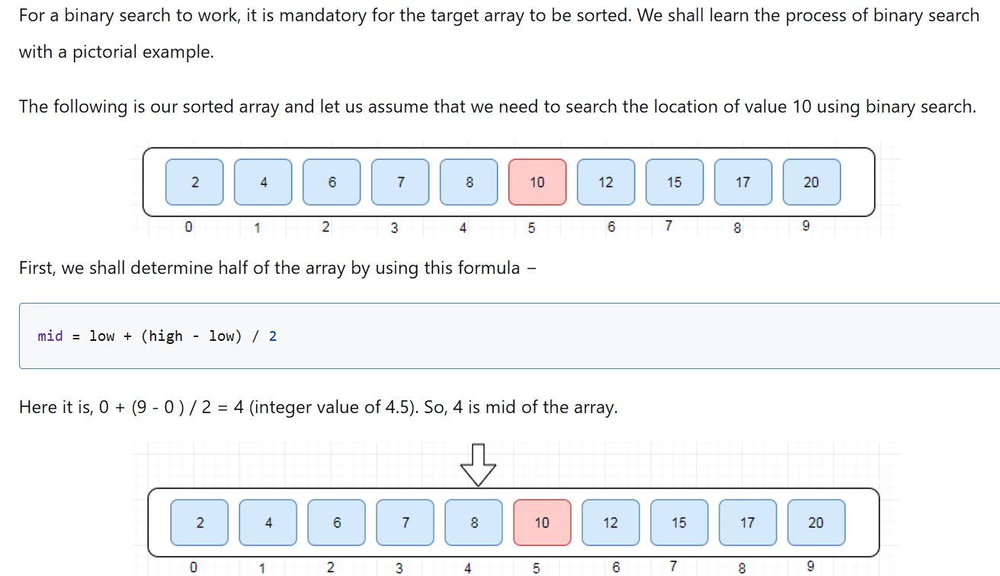 For a binary search to work, it is mandatory for the target array to be sorted. We shall learn the process of binary search
with a pictorial example.
The following is our sorted array and let us assume that we need to search the location of value 10 using binary search.
2 4 6 7 8 10 12 15 17 20
0 1 2 3 4 5 6 7 8 9
First, we shall determine half of the array by using this formula −
mid = low + (high - low) / 2
Here it is, 0 + (9 - 0 ) / 2 = 4 (integer value of 4.5). So, 4 is mid of the array.
2 4 6 7 8 10 12 15 17 20
0 1 2 3 4 5 6 7 8 9